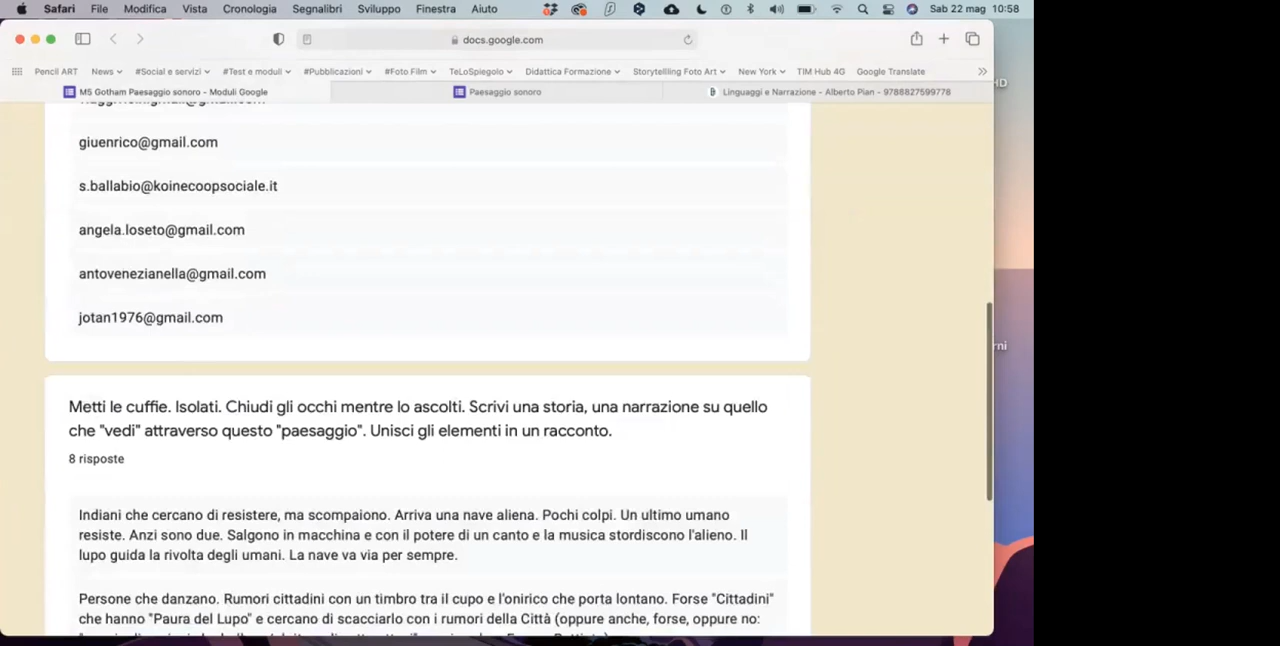 Safari File Modifica Vista Cronologia Segnalibri Sviluppo Finestra Aiuto Sab 22 mag 10:58
docs.google.com
Pencil ART News #Social e servizi #Test e moduli #Pubblicazioni #Foto Film TeLoSpiegolo Didattica Formazione Storytelling Foto Art New York TIM Hub 4G Google Translate
M5 Gotham Paesaggio sonoro - Moduli Google Paesaggio sonoro Linguaggi e Narrazione - Alberto Pian - 9788827599778
HD
giuenrico@gmail.com
s.ballabio@koinecoopsociale.it
angela.loseto@gmail.com
antovenezianella@gmail.com
jotan1976@gmail.com
rni
Metti le cuffie. Isolati. Chiudi gli occhi mentre lo ascolti. Scrivi una storia, una narrazione su quello
che "vedi" attraverso questo "paesaggio". Unisci gli elementi in un racconto.
8 risposte
Indiani che cercano di resistere, ma scompaiono. Arriva una nave aliena. Pochi colpi. Un ultimo umano
resiste. Anzi sono due. Salgono in macchina e con il potere di un canto e la musica stordiscono l'alieno. Il
lupo guida la rivolta degli umani. La nave va via per sempre.
Persone che danzano. Rumori cittadini con un timbro tra il cupo e l'onirico che porta lontano. Forse "Cittadini"
che hanno "Paura del Lupo" e cercano di scacciarlo con i rumori della Città (oppure anche, forse, oppure no: